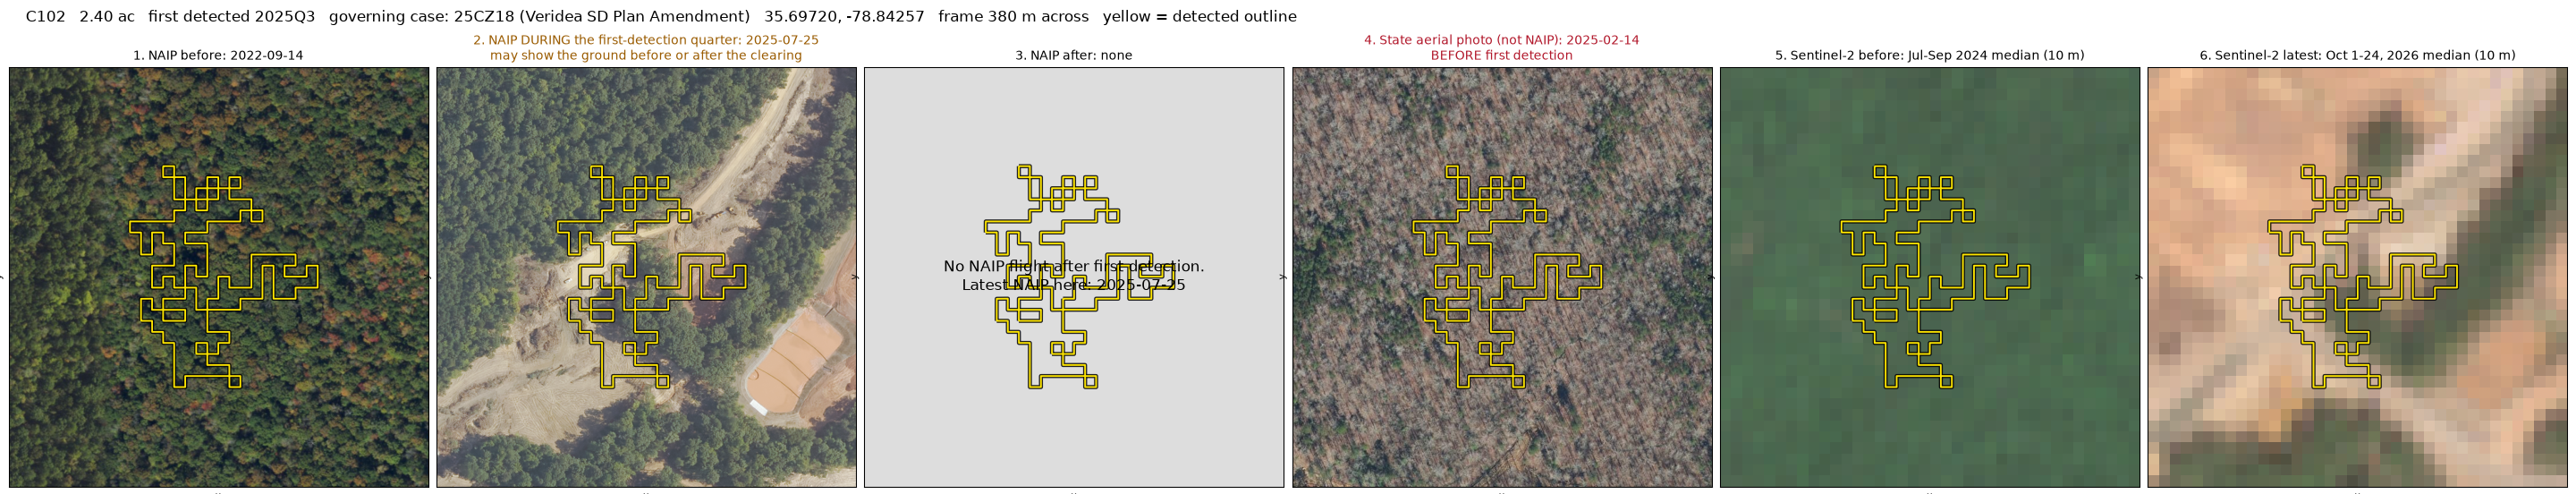 C102   2.40 ac   first detected 2025Q3   governing case: 25CZ18 (Veridea SD Plan Amendment)   35.69720, -78.84257   frame 380 m across   yellow = detected outline
1. NAIP before: 2022-09-14
2. NAIP DURING the first-detection quarter: 2025-07-25
may show the ground before or after the clearing
3. NAIP after: none
4. State aerial photo (not NAIP): 2025-02-14
BEFORE first detection
5. Sentinel-2 before: Jul-Sep 2024 median (10 m)
6. Sentinel-2 latest: Oct 1-24, 2026 median (10 m)
No NAIP flight after first detection.
Latest NAIP here: 2025-07-25